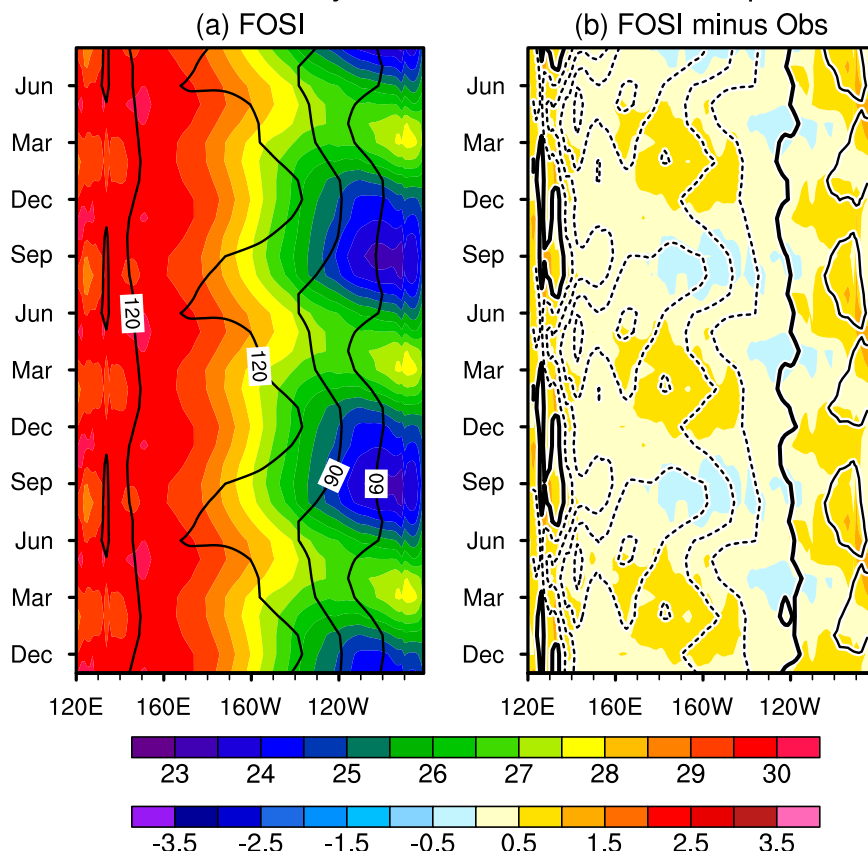 (a) FOSI
(b) FOSI minus Obs
Jun
Mar
Dec
Sep
Jun
Mar
Dec
Sep
Jun
Mar
Dec
120
120
90
60
120E 160E 160W 120W
Jun
Mar
Dec
Sep
Jun
Mar
Dec
Sep
Jun
Mar
Dec
120E 160E 160W 120W
23 24 25 26 27 28 29 30
-3.5 -2.5 -1.5 -0.5 0.5 1.5 2.5 3.5